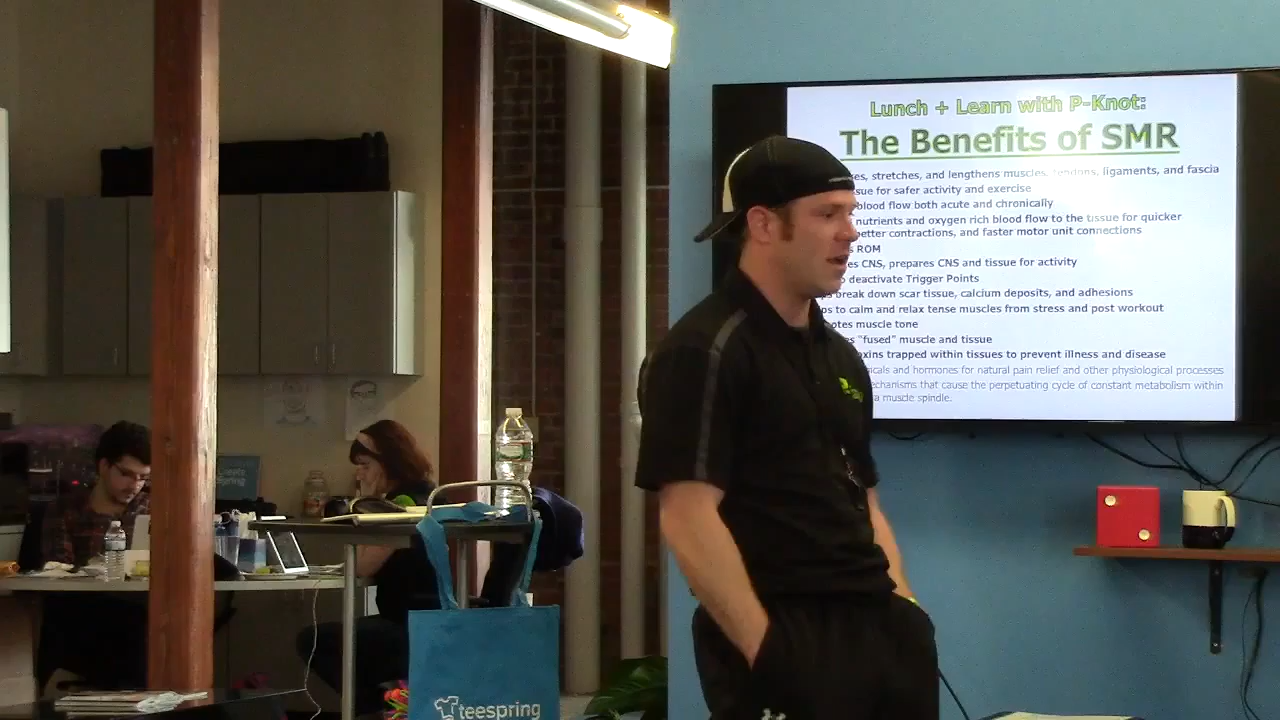 Lunch + Learn with P-Knot:
The Benefits of SMR
es, stretches, and lengthens muscles, tendons, ligaments, and fascia
sue for safer activity and exercise
blood flow both acute and chronically
nutrients and oxygen rich blood flow to the tissue for quicker
better contractions, and faster motor unit connections
ROM
es CNS, prepares CNS and tissue for activity
deactivate Trigger Points
break down scar tissue, calcium deposits, and adhesions
ps to calm and relax tense muscles from stress and post workout
otes muscle tone
es "fused" muscle and tissue
oxins trapped within tissues to prevent illness and disease
icals and hormones for natural pain relief and other physiological processes
echanisms that cause the perpetuating cycle of constant metabolism within
a muscle spindle.
teespring